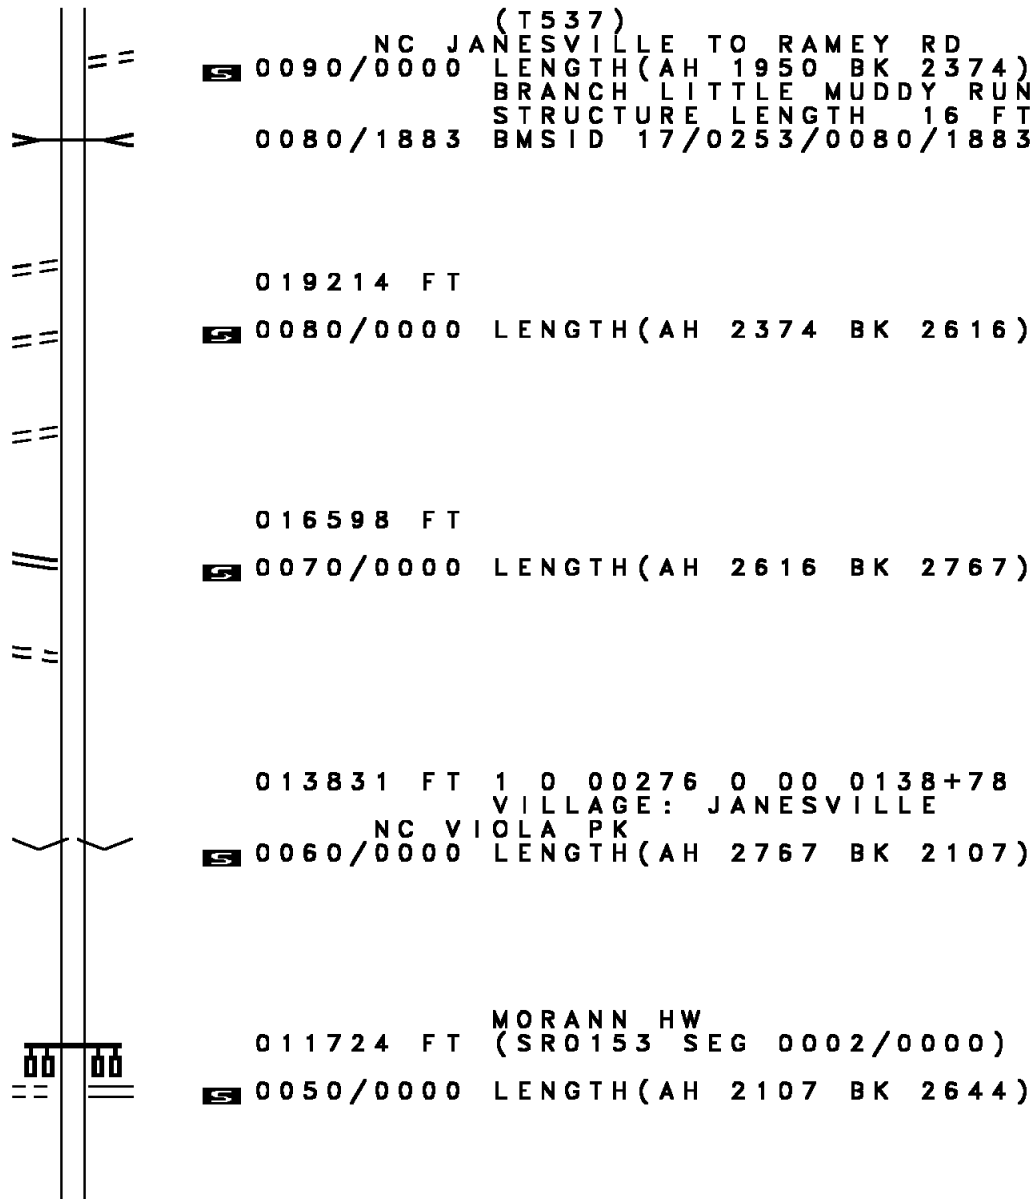 (T537)
NC JANESVILLE TO RAMEY RD
S 0090/0000 LENGTH(AH 1950 BK 2374)
BRANCH LITTLE MUDDY RUN
STRUCTURE LENGTH 16 FT
0080/1883 BMSID 17/0253/0080/1883
019214 FT
S 0080/0000 LENGTH(AH 2374 BK 2616)
016598 FT
S 0070/0000 LENGTH(AH 2616 BK 2767)
013831 FT 1 0 00276 0 00 0138+78
VILLAGE: JANESVILLE
NC VIOLA PK
S 0060/0000 LENGTH(AH 2767 BK 2107)
MORANN HW
011724 FT (SR0153 SEG 0002/0000)
S 0050/0000 LENGTH(AH 2107 BK 2644)